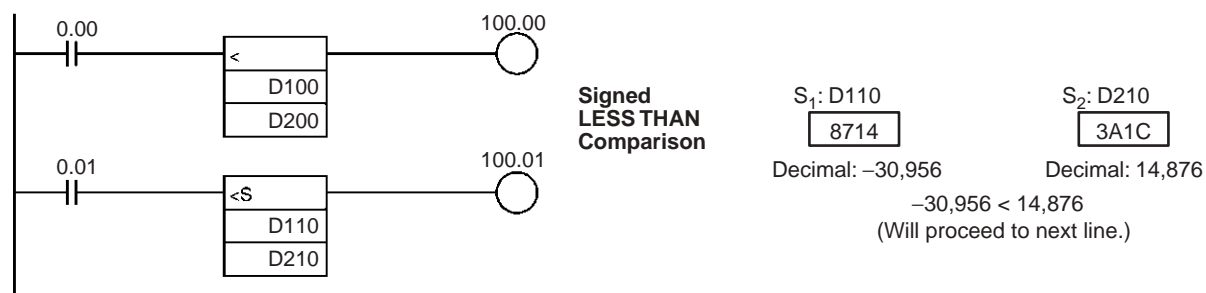 0.00
100.00
<
D100
D200
0.01
100.01
<S
D110
D210
Signed
LESS THAN
Comparison
S₁: D110
S₂: D210
8714
3A1C
Decimal: −30,956
Decimal: 14,876
−30,956 < 14,876
(Will proceed to next line.)